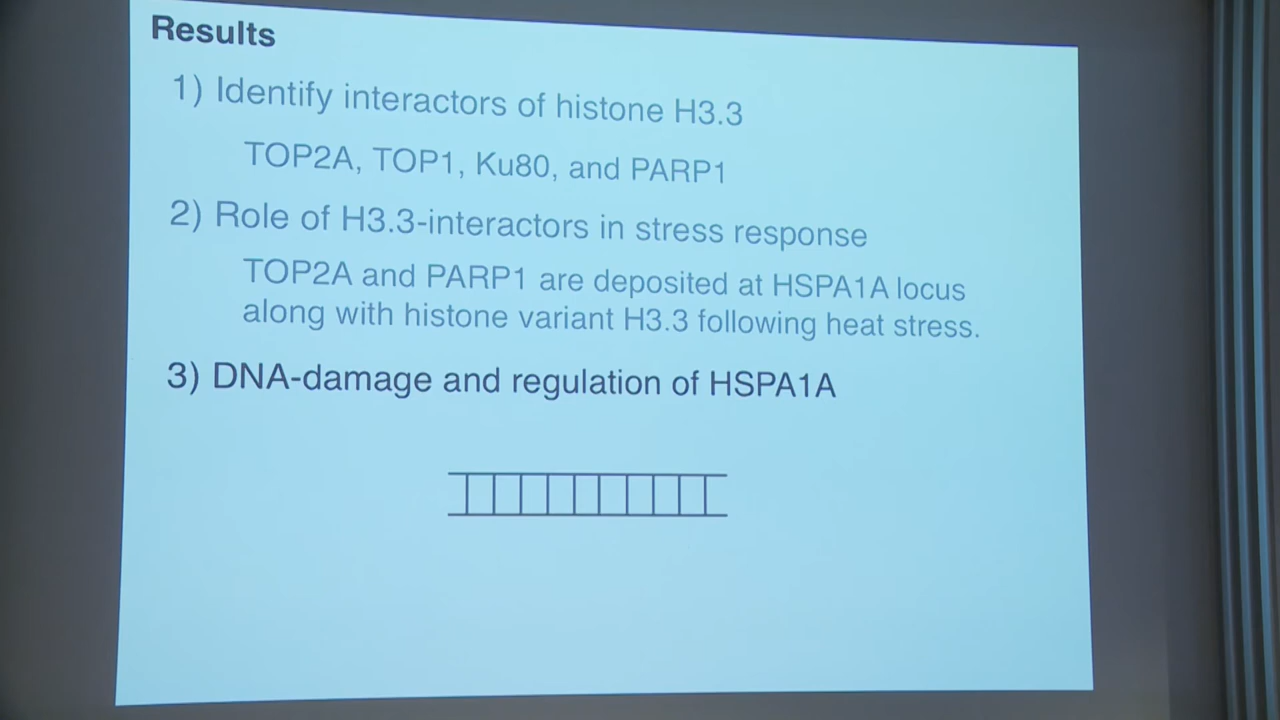 Results
1) Identify interactors of histone H3.3
TOP2A, TOP1, Ku80, and PARP1
2) Role of H3.3-interactors in stress response
TOP2A and PARP1 are deposited at HSPA1A locus
along with histone variant H3.3 following heat stress.
3) DNA-damage and regulation of HSPA1A